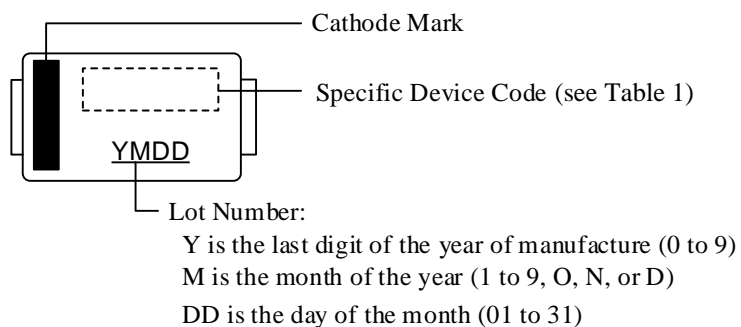 Cathode Mark
Specific Device Code (see Table 1)
YMDD
Lot Number:
Y is the last digit of the year of manufacture (0 to 9)
M is the month of the year (1 to 9, O, N, or D)
DD is the day of the month (01 to 31)